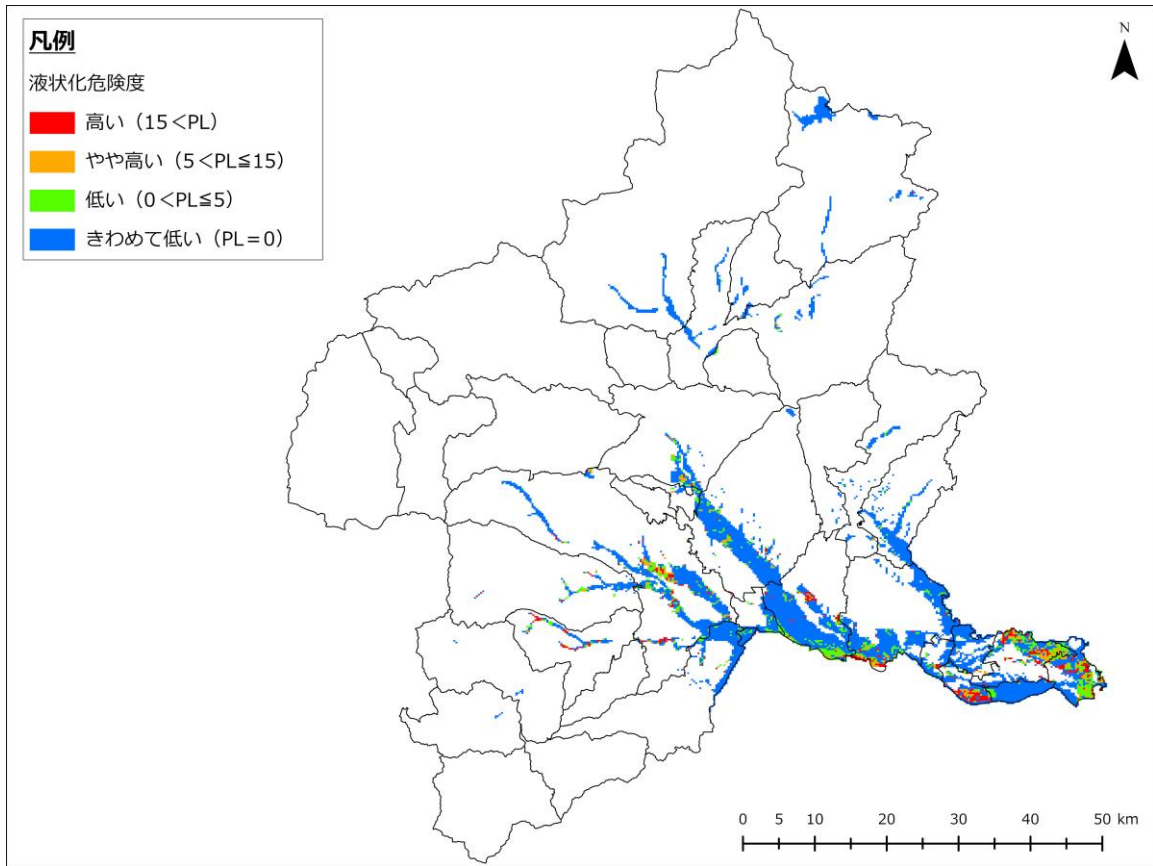 凡例
液状化危険度
高い（15＜PL）
やや高い（5＜PL≦15）
低い（0＜PL≦5）
きわめて低い（PL＝0）
N
0 5 10 20 30 40 50 km